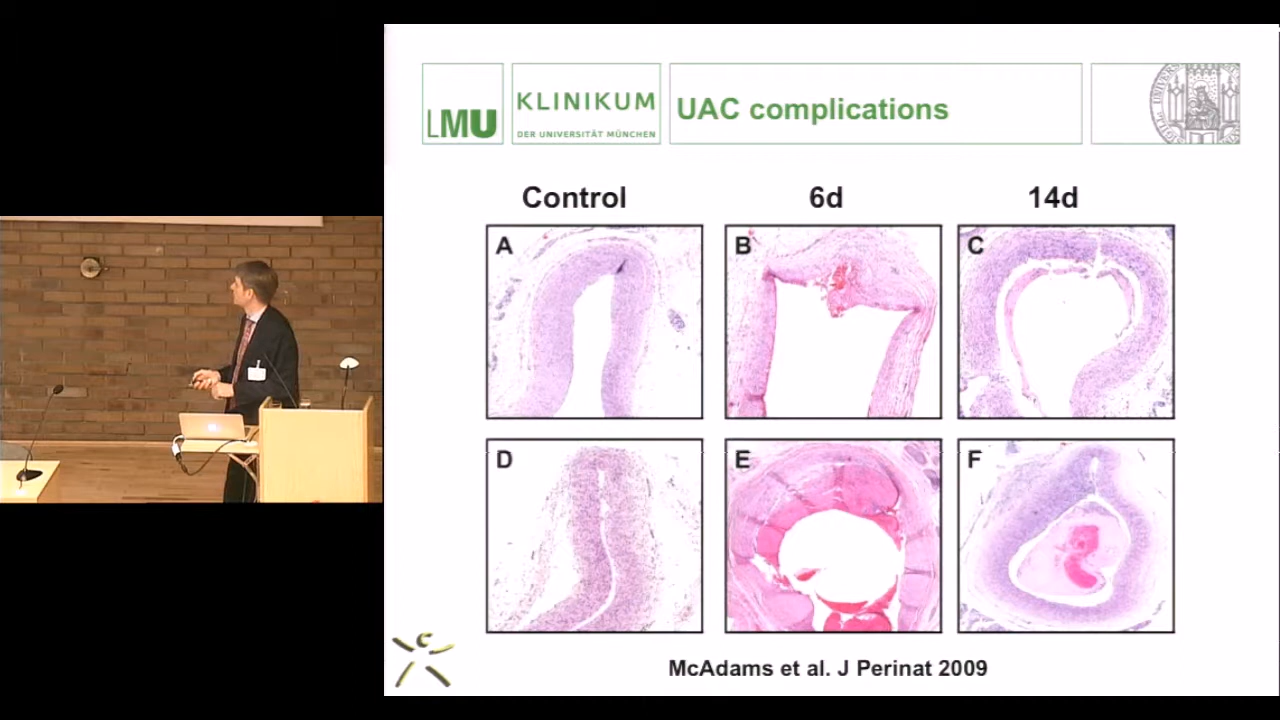 LMU
KLINIKUM
DER UNIVERSITÄT MÜNCHEN
UAC complications
Control 6d 14d
A B C
D E F
McAdams et al. J Perinat 2009